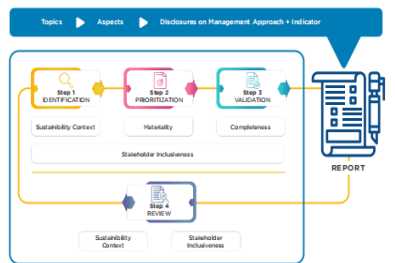 Topics Aspects Disclosures on Management Approach + Indicator
Step 1
IDENTIFICATION
Step 2
PRIORITIZATION
Step 3
VALIDATION
Sustainability Context
Materiality
Completeness
Stakeholder Inclusiveness
REPORT
Step 4
REVIEW
Sustainability
Context
Stakeholder
Inclusiveness